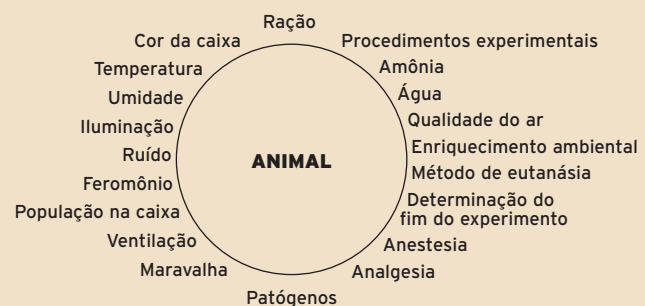 Ração
Cor da caixa
Procedimentos experimentais
Temperatura
Amônia
Umidade
Água
Iluminação
Qualidade do ar
Ruído
Enriquecimento ambiental
ANIMAL
Feromônio
Método de eutanásia
População na caixa
Determinação do
fim do experimento
Ventilação
Anestesia
Maravalha
Analgesia
Patógenos